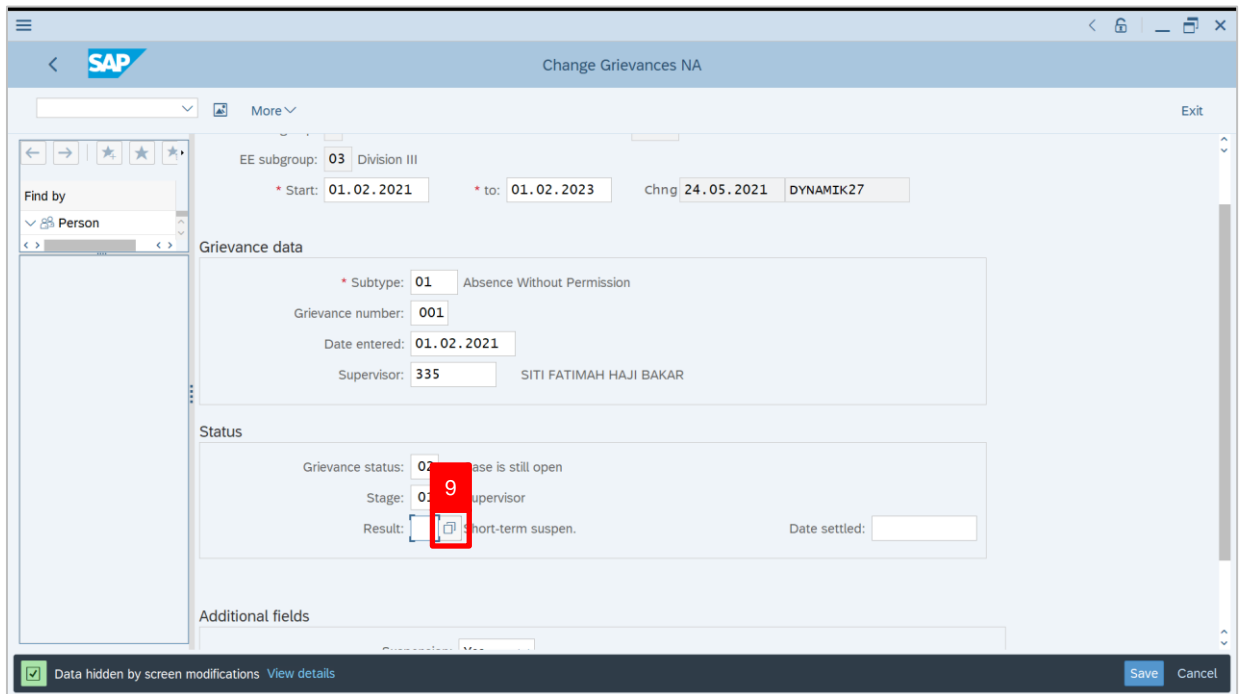 SAP
Change Grievances NA
More
Exit
EE subgroup: 03 Division III
* Start: 01.02.2021 * to: 01.02.2023 Chng 24.05.2021 DYNAMIK27
Find by
Person
Grievance data
* Subtype: 01 Absence Without Permission
Grievance number: 001
Date entered: 01.02.2021
Supervisor: 335 SITI FATIMAH HAJI BAKAR
Status
Grievance status: 02 ase is still open
9
Stage: 01 upervisor
Result: Short-term suspen. Date settled:
Additional fields
Data hidden by screen modifications View details
Save Cancel